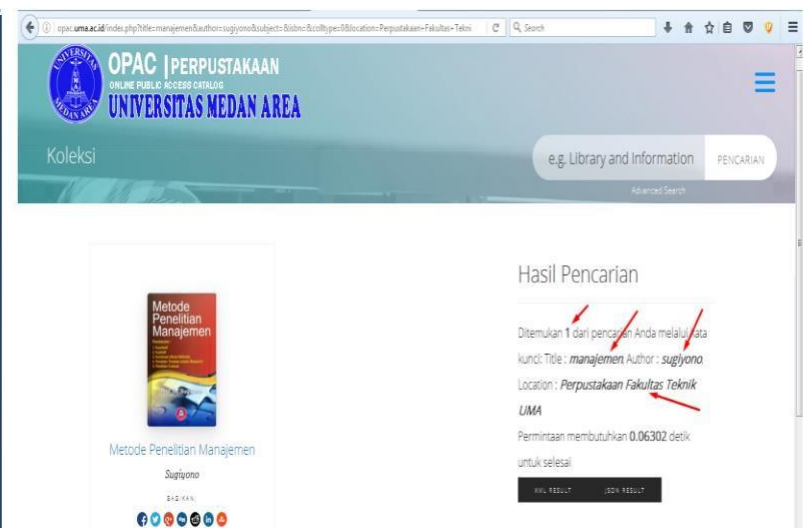 opac.uma.ac.id/index.php?title=manajemen&author=sugiyono&subject=&isbn=&colltype=0&location=Perpustakaan+Fakultas+Tekni
Search
OPAC | PERPUSTAKAAN
ONLINE PUBLIC ACCESS CATALOG
UNIVERSITAS MEDAN AREA
Koleksi
e.g. Library and Information
PENCARIAN
Advanced Search
Metode
Penelitian
Manajemen
Metode Penelitian Manajemen
Sugiyono
BAGIKAN
Hasil Pencarian
Ditemukan 1 dari pencarian Anda melalui kata
kunci: Title : manajemen Author : sugiyono
Location : Perpustakaan Fakultas Teknik
UMA
Permintaan membutuhkan 0.06302 detik
untuk selesai
XML RESULT
JSON RESULT